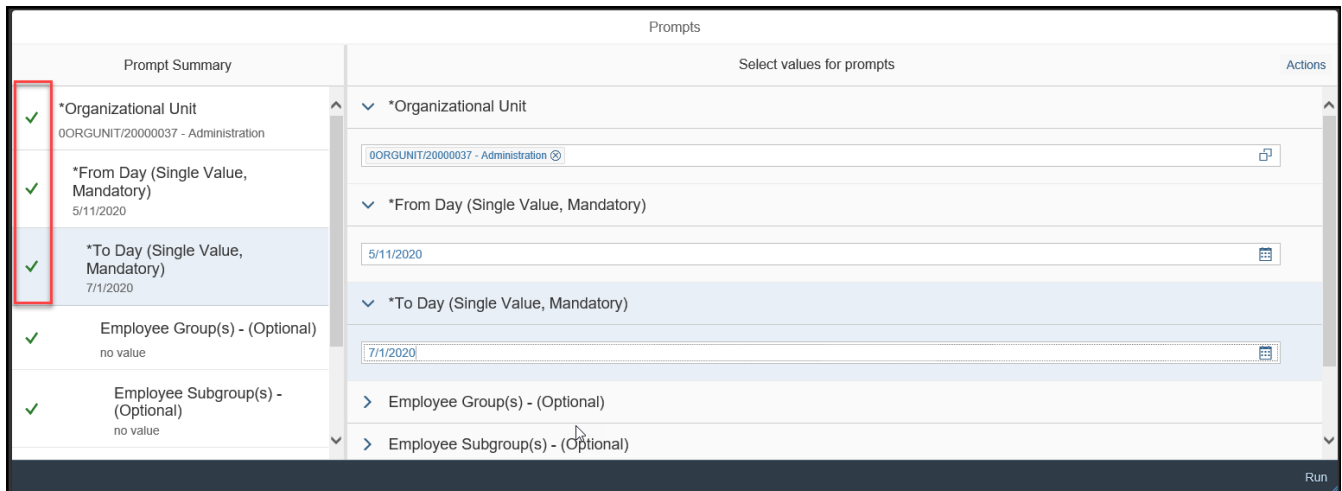 Prompts
Prompt Summary
Select values for prompts
Actions
*Organizational Unit
0ORGUNIT/20000037 - Administration
*From Day (Single Value,
Mandatory)
5/11/2020
*To Day (Single Value,
Mandatory)
7/1/2020
Employee Group(s) - (Optional)
no value
Employee Subgroup(s) -
(Optional)
no value
*Organizational Unit
0ORGUNIT/20000037 - Administration
*From Day (Single Value, Mandatory)
5/11/2020
*To Day (Single Value, Mandatory)
7/1/2020
Employee Group(s) - (Optional)
Employee Subgroup(s) - (Optional)
Run